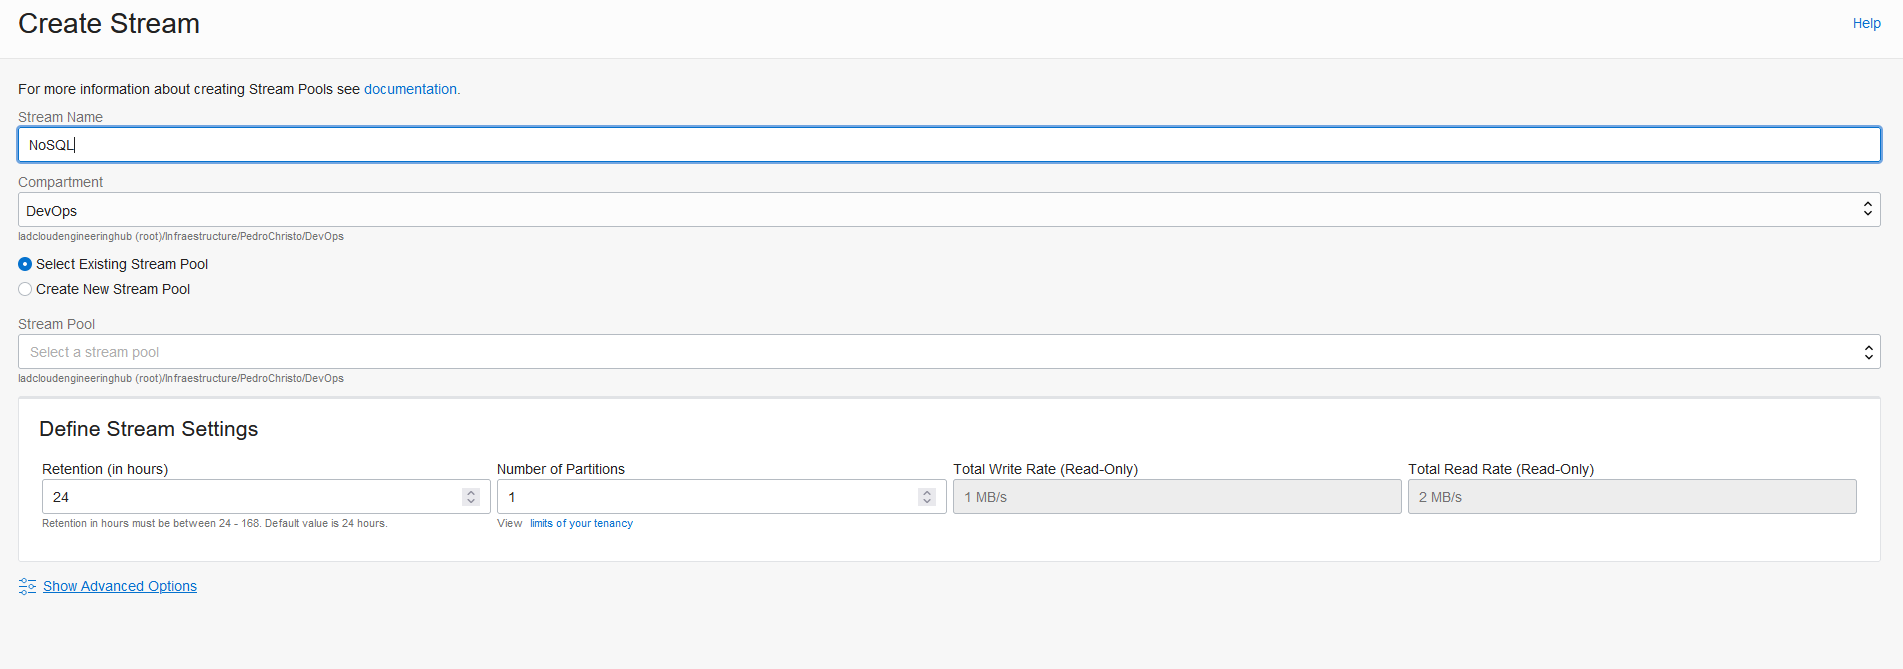 Create Stream
Help
For more information about creating Stream Pools see documentation.
Stream Name
NoSQL
Compartment
DevOps
ladcloudengineeringhub (root)/Infraestructure/PedroChristo/DevOps
Select Existing Stream Pool
Create New Stream Pool
Stream Pool
Select a stream pool
ladcloudengineeringhub (root)/Infraestructure/PedroChristo/DevOps
Define Stream Settings
Retention (in hours) Number of Partitions Total Write Rate (Read-Only) Total Read Rate (Read-Only)
24 1 1 MB/s 2 MB/s
Retention in hours must be between 24 - 168. Default value is 24 hours. View limits of your tenancy
Show Advanced Options